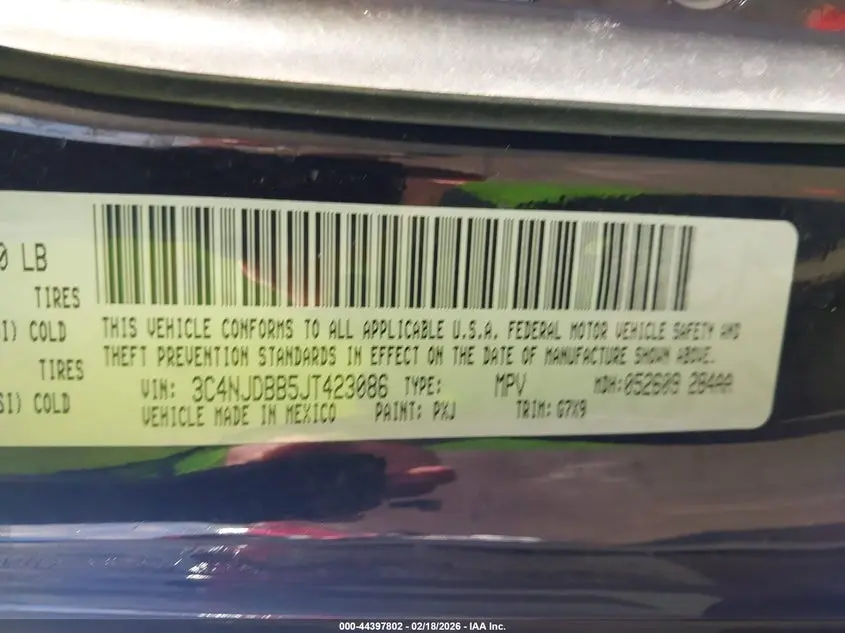 0 LB
TIRES
I) COLD
TIRES
SI) COLD
THIS VEHICLE CONFORMS TO ALL APPLICABLE U.S.A. FEDERAL MOTOR VEHICLE SAFETY AND
THEFT PREVENTION STANDARDS IN EFFECT ON THE DATE OF MANUFACTURE SHOWN ABOVE.
VIN: 3C4NJDBB5JT423086 TYPE: MPV MDH:052609 284AA
VEHICLE MADE IN MEXICO PAINT: PXJ TRIM: G7X9
000-44397802 - 02/18/2026 - IAA Inc.